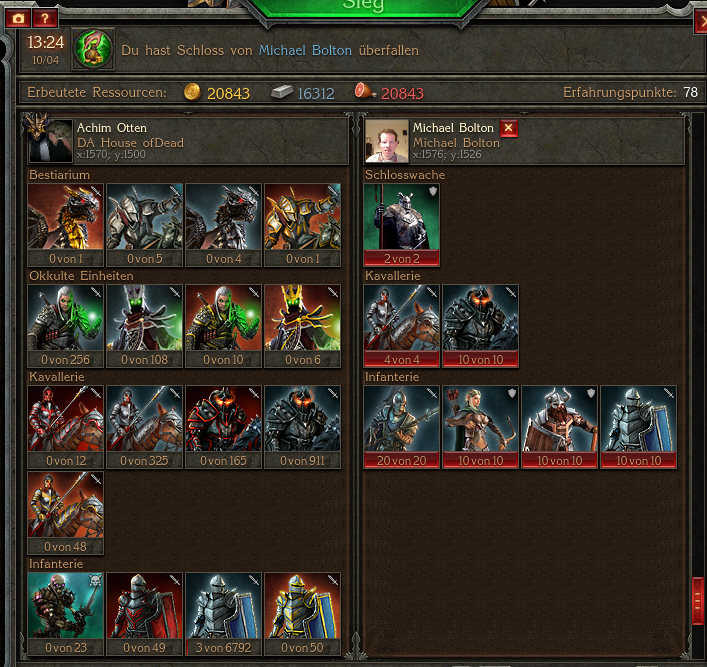 Sieg
?
13:24
10/04
Du hast Schloss von Michael Bolton überfallen
Erbeutete Ressourcen: 20843 16312 20843 Erfahrungspunkte: 78
Achim Otten
DA House ofDead
x:1570; y:1500
Bestiarium
0 von 1 0 von 5 0 von 4 0 von 1
Okkulte Einheiten
0 von 256 0 von 108 0 von 10 0 von 6
Kavallerie
0 von 12 0 von 325 0 von 165 0 von 911
0 von 48
Infanterie
0 von 23 0 von 49 3 von 6792 0 von 50
Michael Bolton
Michael Bolton
x:1576; y:1526
Schlosswache
2 von 2
Kavallerie
4 von 4 10 von 10
Infanterie
20 von 20 10 von 10 10 von 10 10 von 10